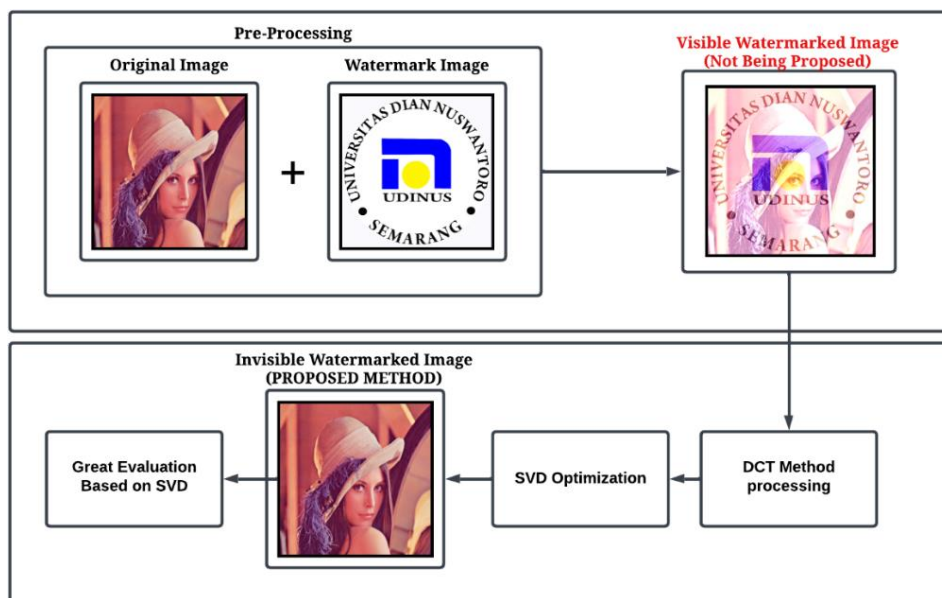 Pre-Processing
Original Image
Watermark Image
Visible Watermarked Image
(Not Being Proposed)
+
UNIVERSITAS DIAN NUSWANTORO
UDINUS
• SEMARANG •
UNIVERSITAS DIAN NUSWANTORO
UDINUS
• SEMARANG •
Invisible Watermarked Image
(PROPOSED METHOD)
Great Evaluation
Based on SVD
SVD Optimization
DCT Method
processing